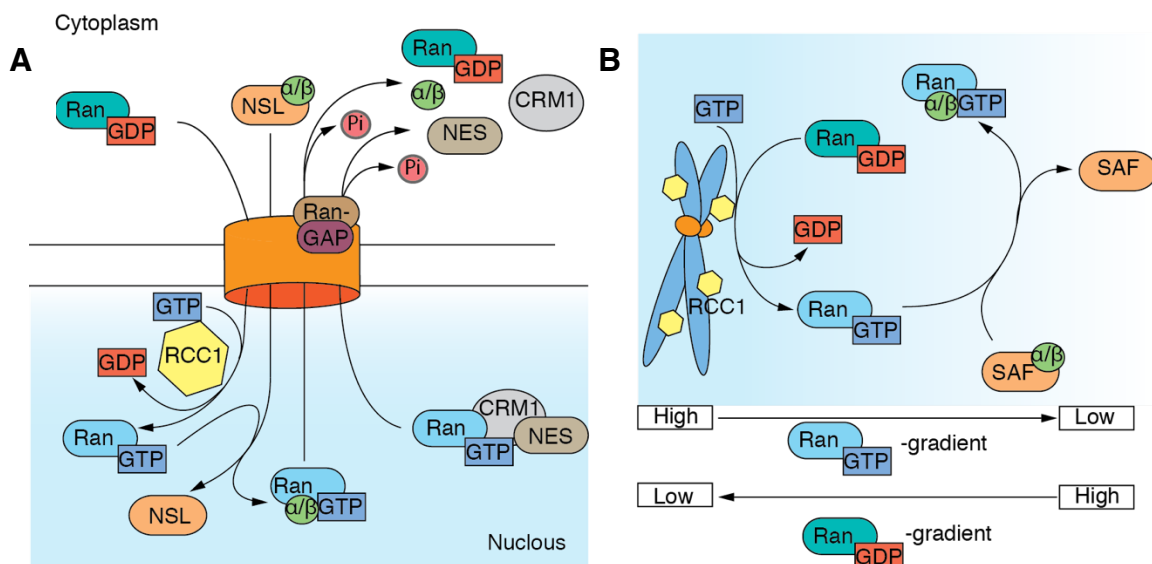 Cytoplasm
A
Ran
GDP
NSL
α/β
Ran
GDP
α/β
CRM1
Pi
NES
Pi
Ran-
GAP
GTP
RCC1
GDP
Ran
GTP
NSL
Ran
α/β
GTP
CRM1
Ran
NES
GTP
Nuclous
B
GTP
Ran
GDP
Ran
α/β
GTP
SAF
GDP
RCC1
Ran
GTP
SAF
α/β
High
Low
Ran
GTP
-gradient
Low
High
Ran
GDP
-gradient